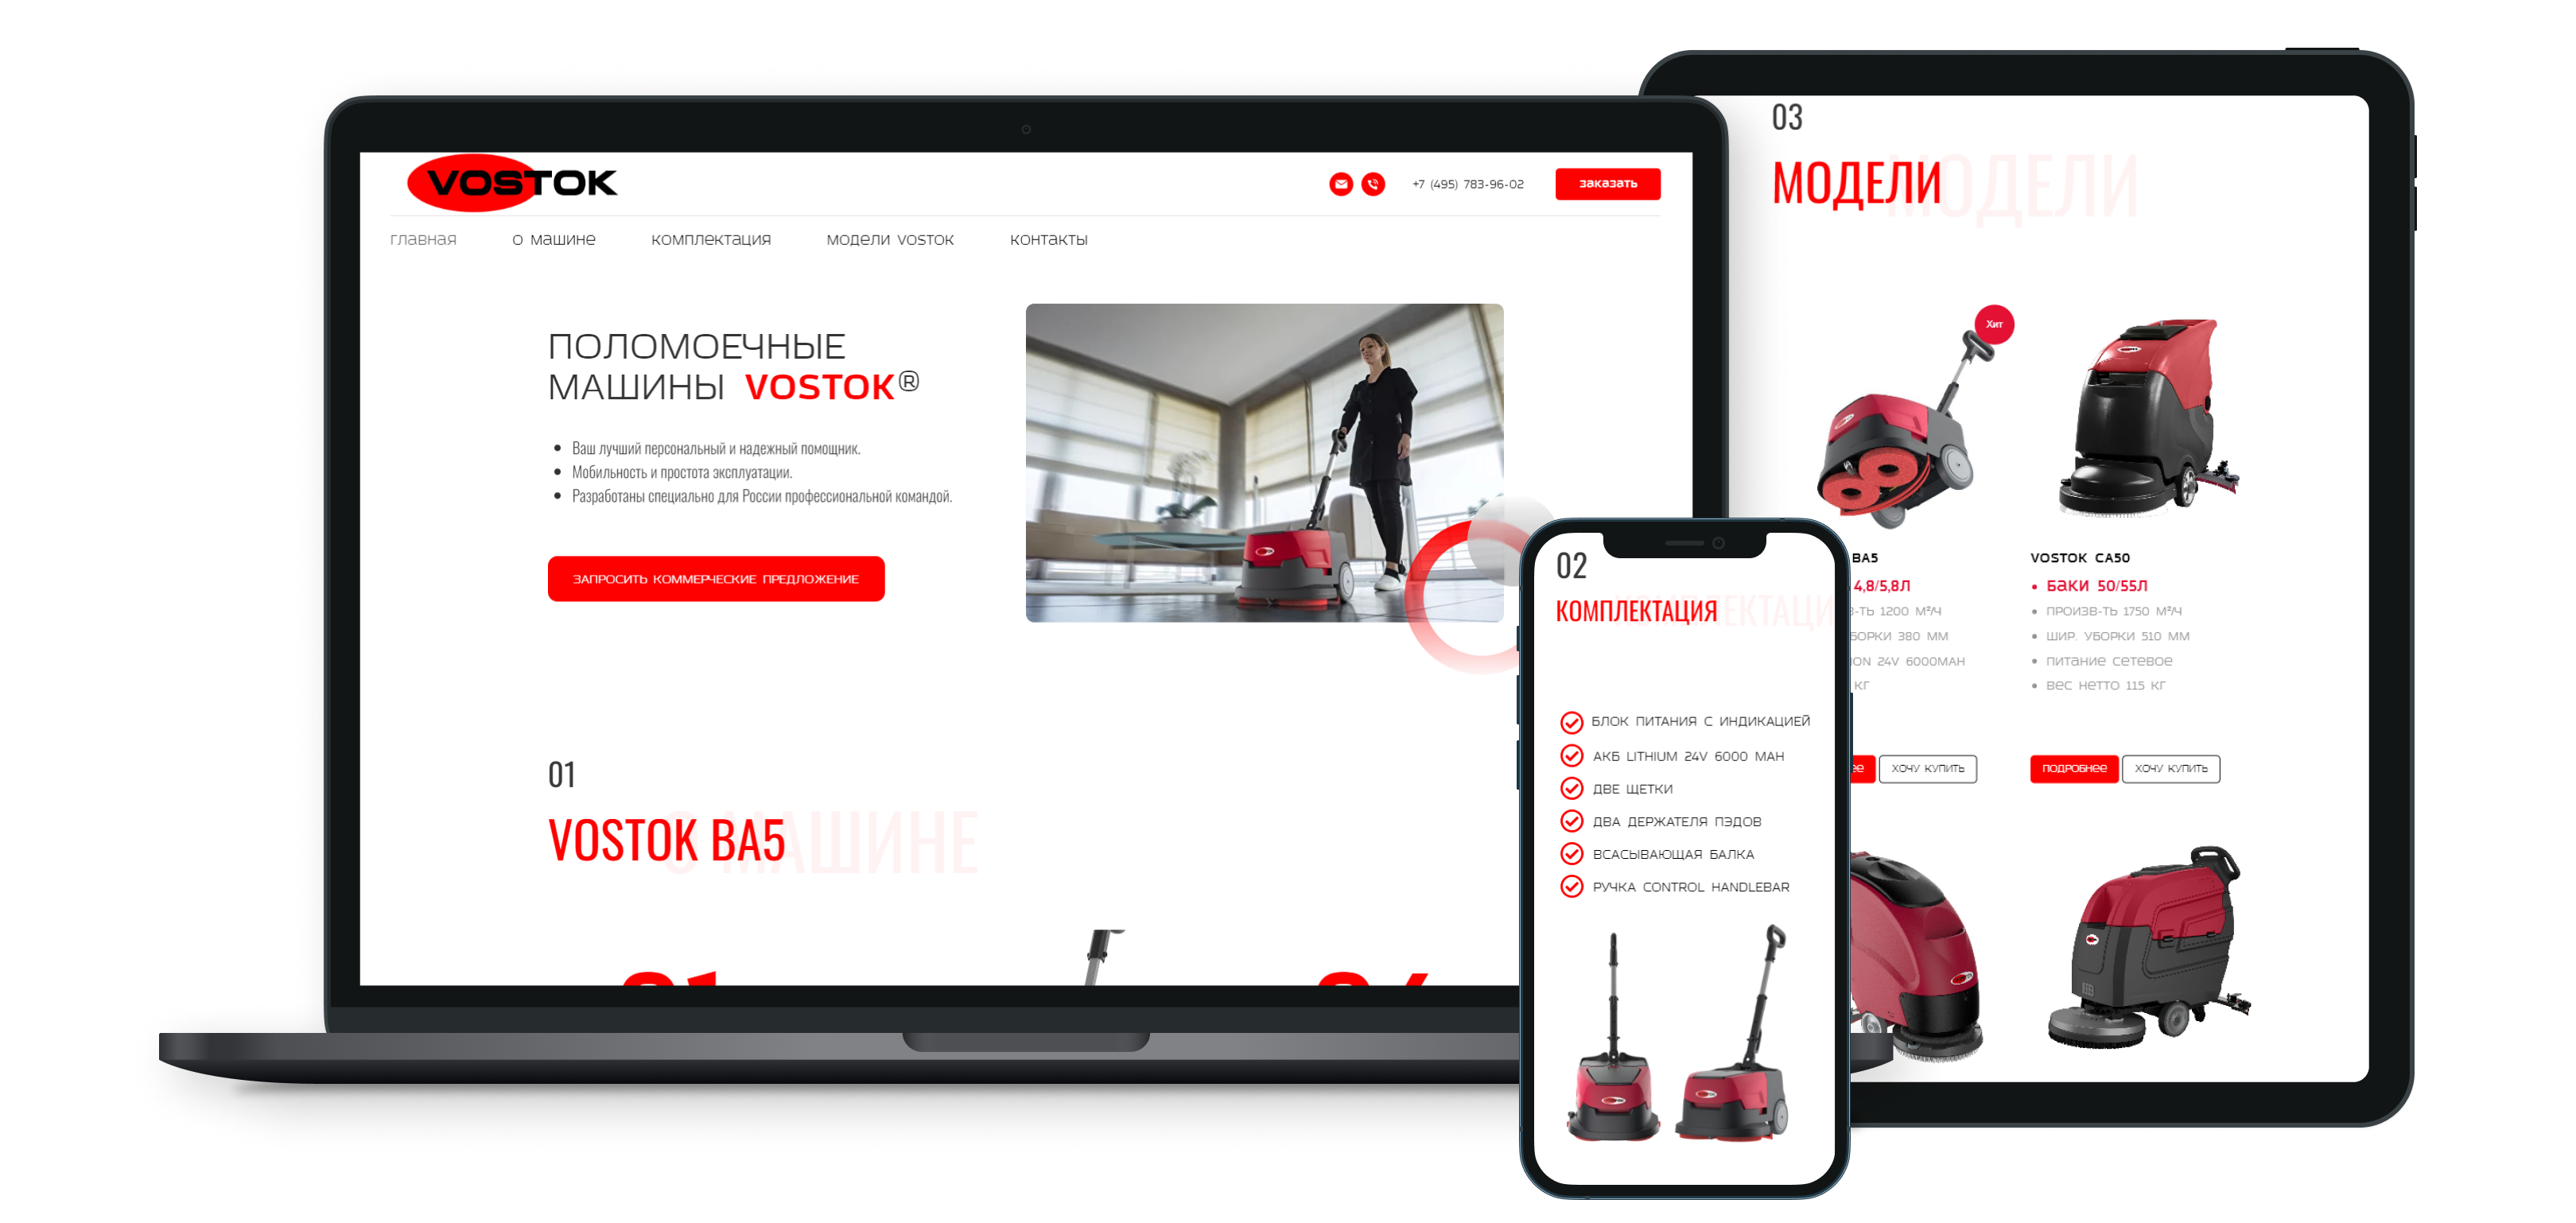 VOSTOK
+7 (495) 783-96-02
заказать
главная
о машине
комплектация
модели VOSTOK
контакты
ПОЛОМОЕЧНЫЕ
МАШИНЫ VOSTOK®
Ваш лучший персональный и надежный помощник.
Мобильность и простота эксплуатации.
Разработаны специально для России профессиональной командой.
ЗАПРОСИТЬ КОММЕРЧЕСКИЕ ПРЕДЛОЖЕНИЕ
01
VOSTOK BA5
О МАШИНЕ
02
КОМПЛЕКТАЦИЯ
БЛОК ПИТАНИЯ С ИНДИКАЦИЕЙ
АКБ LITHIUM 24V 6000 MAH
ДВЕ ЩЕТКИ
ДВА ДЕРЖАТЕЛЯ ПЭДОВ
ВСАСЫВАЮЩАЯ БАЛКА
РУЧКА CONTROL HANDLEBAR
03
МОДЕЛИ
МОДЕЛИ
Хит
BA5
4,8/5,8Л
1200 М²/Ч
380 ММ
24V 6000MAH
КГ
ХОЧУ КУПИТЬ
VOSTOK CA50
баки 50/55Л
ПРОИЗВ-ТЬ 1750 М²/Ч
ШИР. УБОРКИ 510 ММ
питание сетевое
вес нетто 115 кг
подробнее
ХОЧУ КУПИТЬ